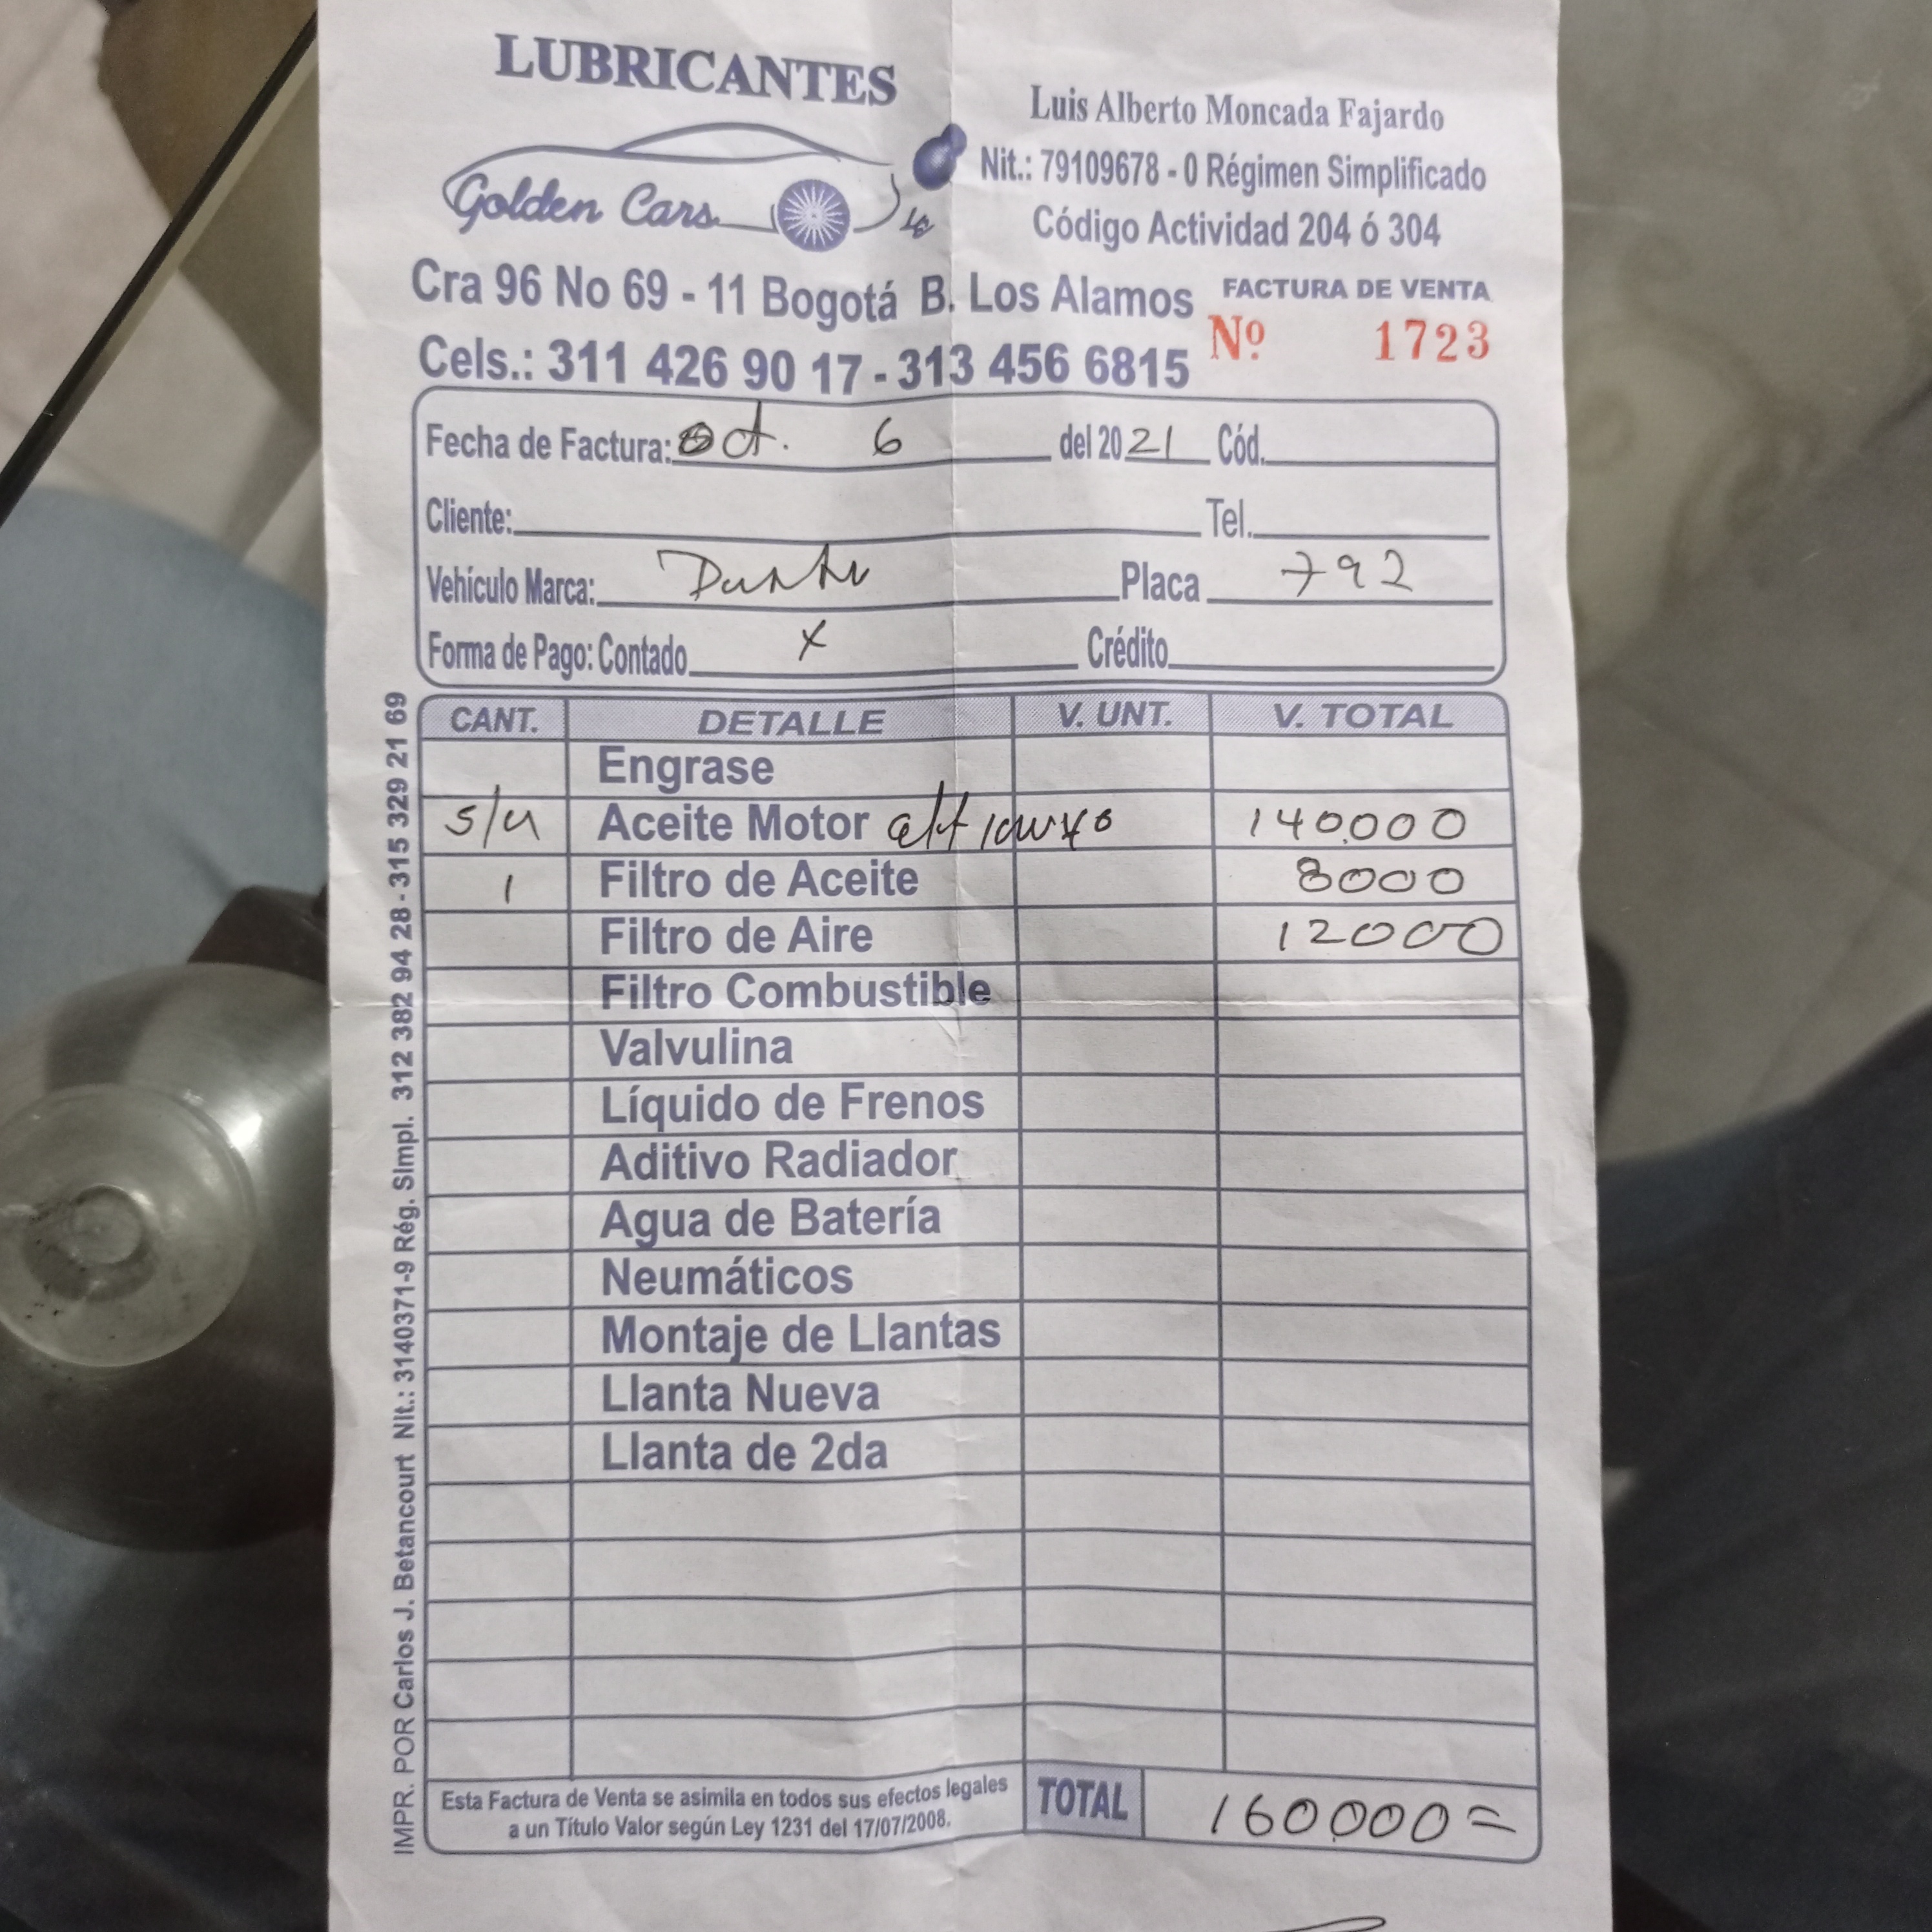 LUBRICANTES
Golden Cars
Luis Alberto Moncada Fajardo
Nit.: 79109678 - 0 Régimen Simplificado
Código Actividad 204 ó 304
Cra 96 No 69 - 11 Bogotá B. Los Alamos
FACTURA DE VENTA
Cels.: 311 426 90 17 - 313 456 6815
Nº 1723
Fecha de Factura: Oct. 6 del 2021 Cód.
Cliente: Tel.
Vehículo Marca: Placa 792
Forma de Pago: Contado X Crédito
CANT. DETALLE V. UNT. V. TOTAL
Engrase
Aceite Motor 140.000
1 Filtro de Aceite 8000
Filtro de Aire 12000
Filtro Combustible
Valvulina
Líquido de Frenos
Aditivo Radiador
Agua de Batería
Neumáticos
Montaje de Llantas
Llanta Nueva
Llanta de 2da
Esta Factura de Venta se asimila en todos sus efectos legales
a un Título Valor según Ley 1231 del 17/07/2008.
TOTAL 160.000=
IMPR. POR Carlos J. Betancourt Nit.: 3140371-9 Rég. Simpl. 312 382 94 28 - 315 329 21 69